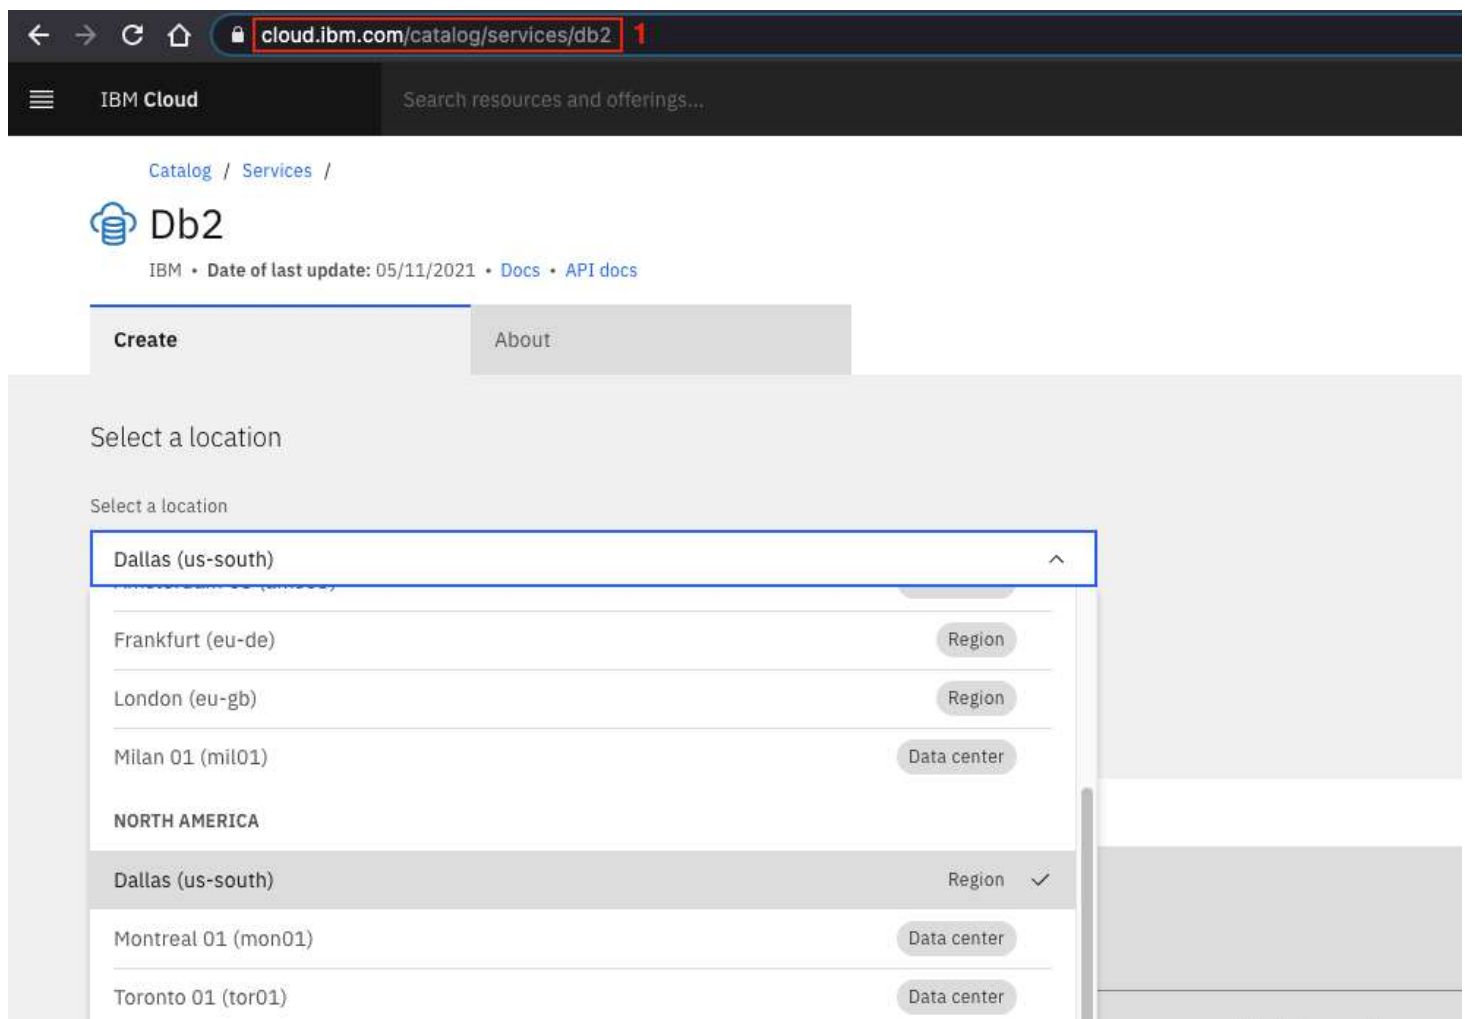 cloud.ibm.com/catalog/services/db2 1
IBM Cloud Search resources and offerings...
Catalog / Services /
Db2
IBM • Date of last update: 05/11/2021 • Docs • API docs
Create About
Select a location
Select a location
Dallas (us-south)
Frankfurt (eu-de) Region
London (eu-gb) Region
Milan 01 (mil01) Data center
NORTH AMERICA
Dallas (us-south) Region
Montreal 01 (mon01) Data center
Toronto 01 (tor01) Data center